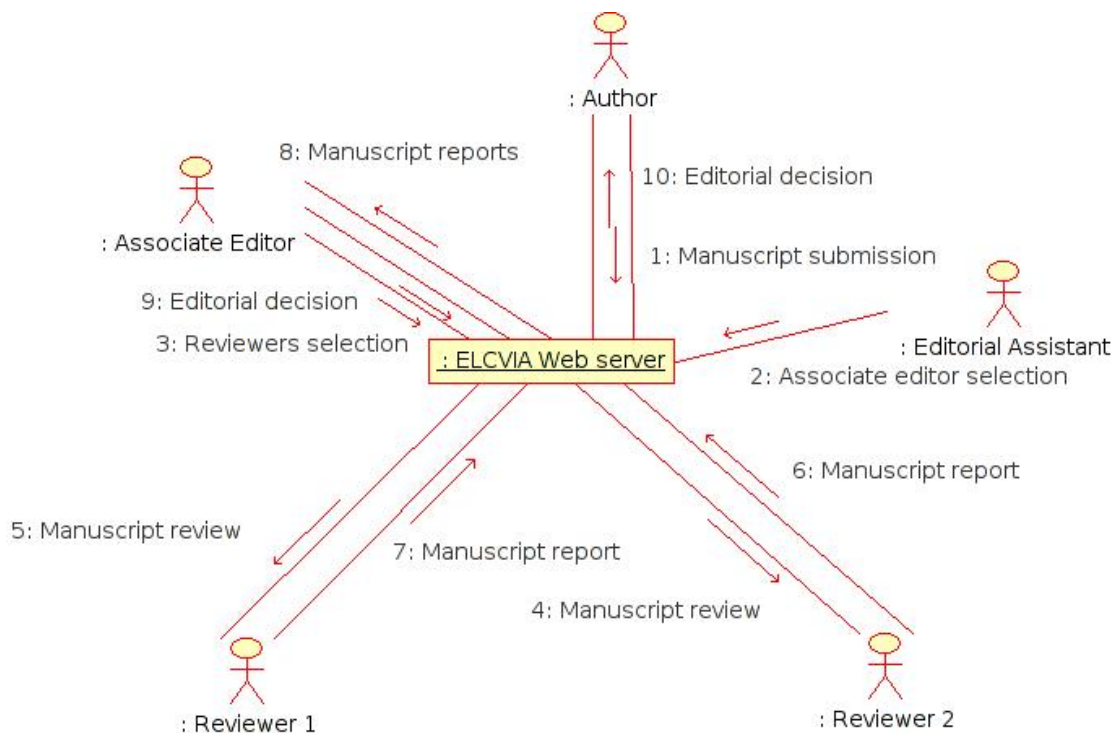 : Author
8: Manuscript reports
10: Editorial decision
: Associate Editor
1: Manuscript submission
9: Editorial decision
3: Reviewers selection
: ELCVIA Web server
: Editorial Assistant
2: Associate editor selection
6: Manuscript report
5: Manuscript review
7: Manuscript report
4: Manuscript review
: Reviewer 1
: Reviewer 2